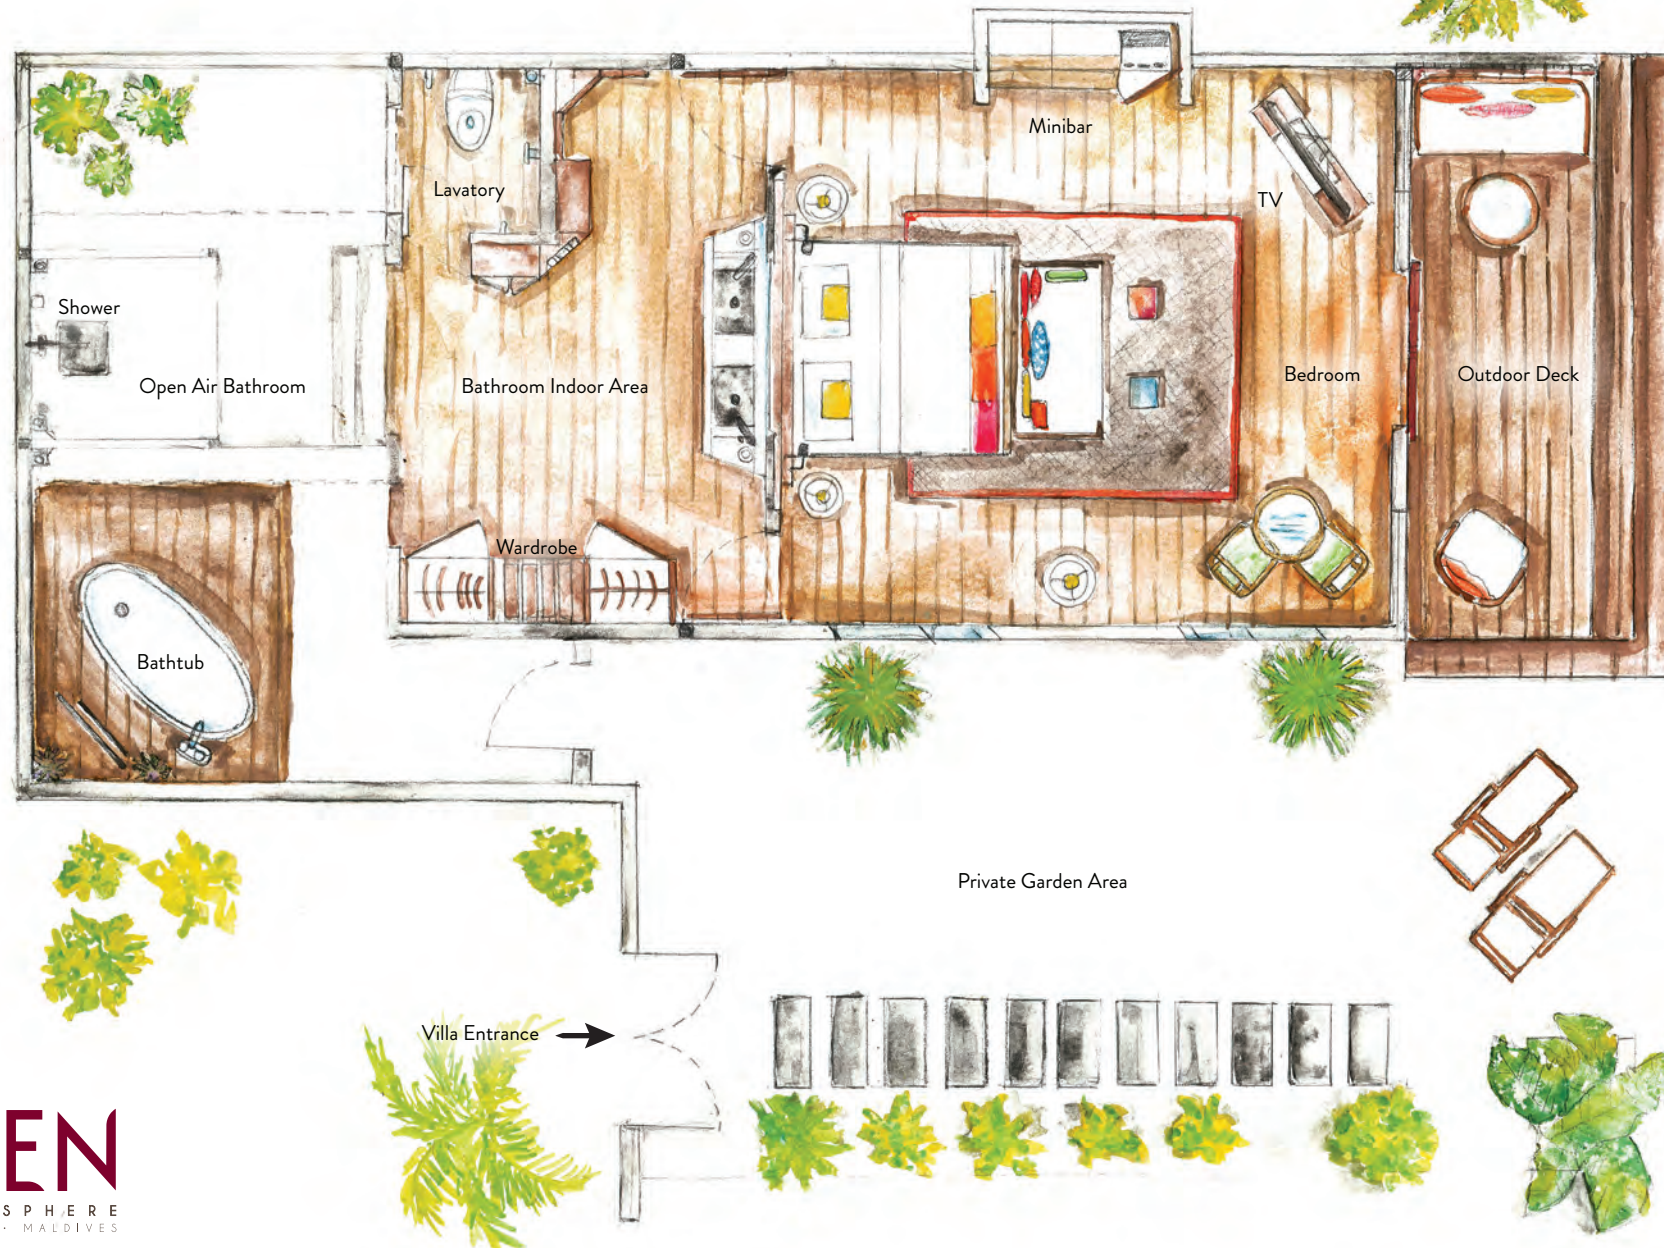 Minibar
Lavatory
TV
Shower
Open Air Bathroom
Bathroom Indoor Area
Bedroom
Outdoor Deck
Wardrobe
Bathtub
Private Garden Area
Villa Entrance
EN
SPHERE
· MALDIVES